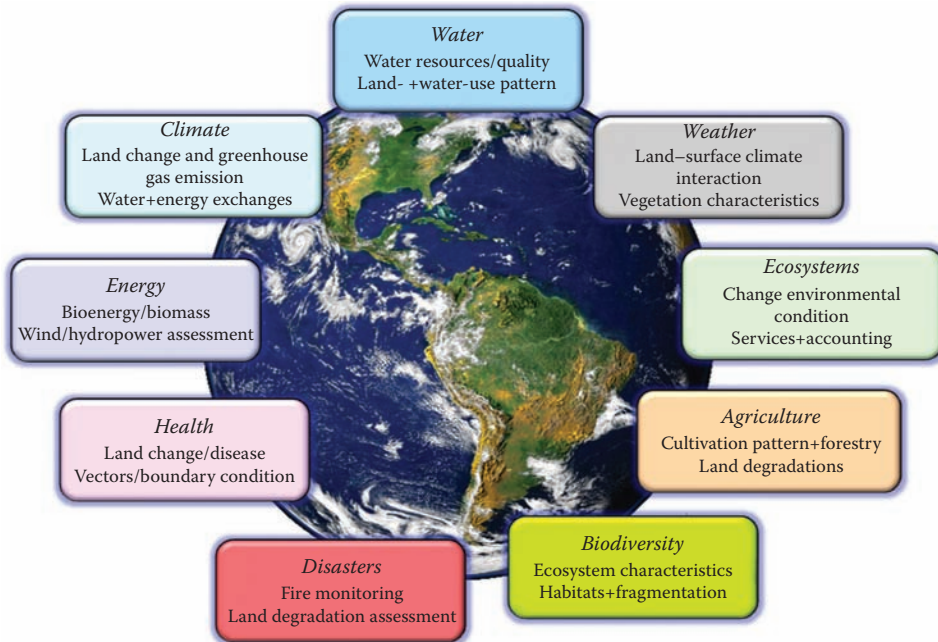 Water
Water resources/quality
Land- +water-use pattern
Climate
Land change and greenhouse
gas emission
Water+energy exchanges
Weather
Land–surface climate
interaction
Vegetation characteristics
Energy
Bioenergy/biomass
Wind/hydropower assessment
Ecosystems
Change environmental
condition
Services+accounting
Health
Land change/disease
Vectors/boundary condition
Agriculture
Cultivation pattern+forestry
Land degradations
Disasters
Fire monitoring
Land degradation assessment
Biodiversity
Ecosystem characteristics
Habitats+fragmentation